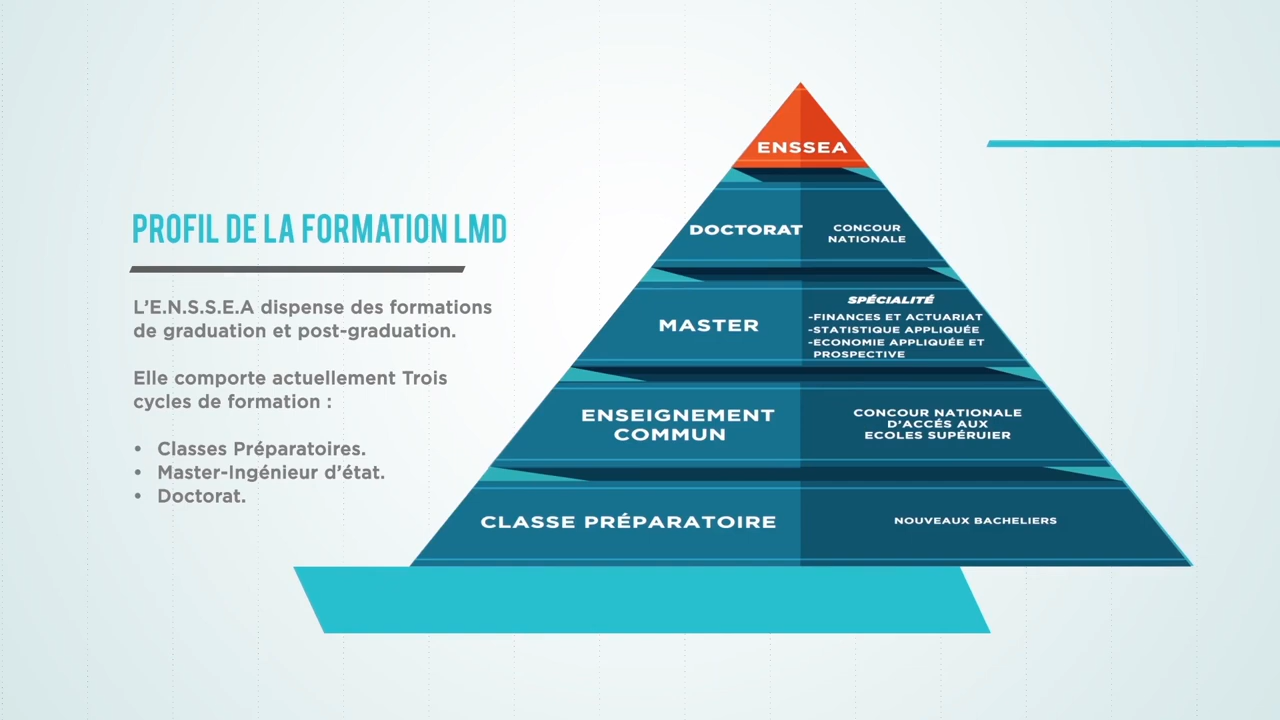 PROFIL DE LA FORMATION LMD
L'E.N.S.S.E.A dispense des formations
de graduation et post-graduation.
Elle comporte actuellement Trois
cycles de formation :
• Classes Préparatoires.
• Master-Ingénieur d'état.
• Doctorat.
ENSSEA
DOCTORAT
CONCOUR
NATIONALE
MASTER
SPÉCIALITÉ
-FINANCES ET ACTUARIAT
-STATISTIQUE APPLIQUÉE
-ECONOMIE APPLIQUÉE ET
PROSPECTIVE
ENSEIGNEMENT
COMMUN
CONCOUR NATIONALE
D'ACCÉS AUX
ECOLES SUPÉRUIER
CLASSE PRÉPARATOIRE
NOUVEAUX BACHELIERS